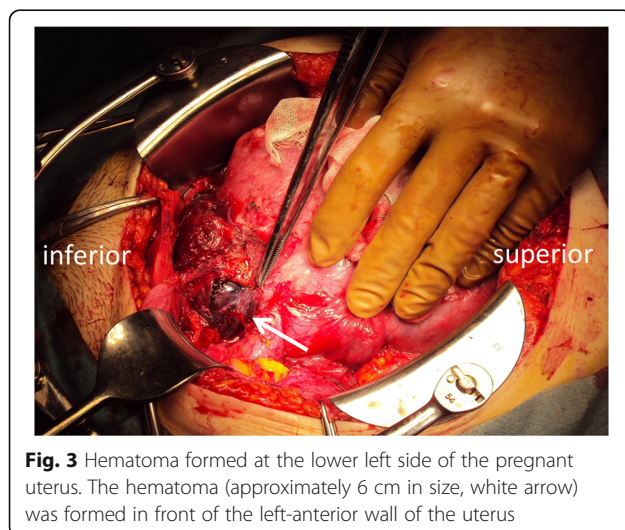 inferior
superior
Fig. 3 Hematoma formed at the lower left side of the pregnant
uterus. The hematoma (approximately 6 cm in size, white arrow)
was formed in front of the left-anterior wall of the uterus